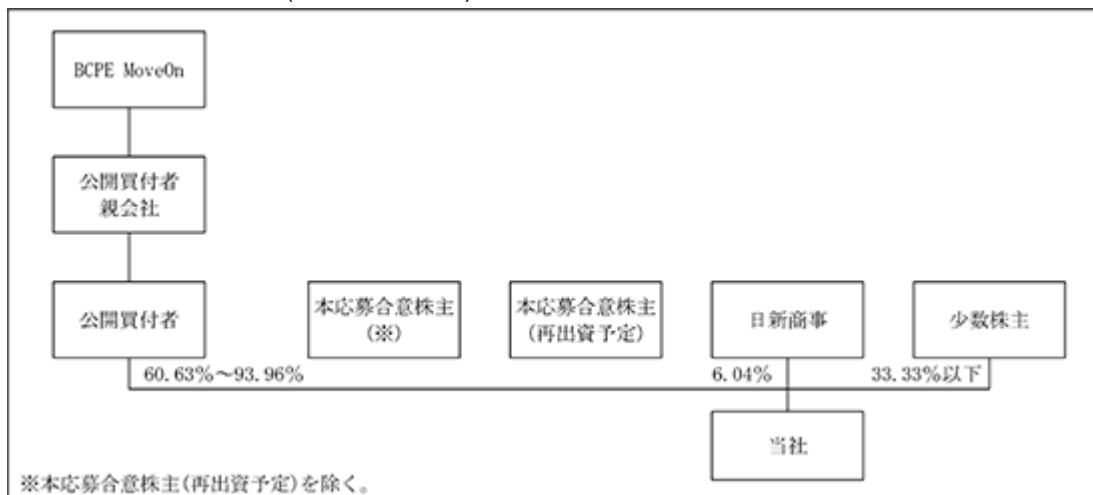 BCPE MoveOn
公開買付者
親会社
公開買付者
本応募合意株主
(※)
本応募合意株主
(再出資予定)
日新商事
少数株主
60.63%～93.96%
6.04%
33.33%以下
当社
※本応募合意株主(再出資予定)を除く。